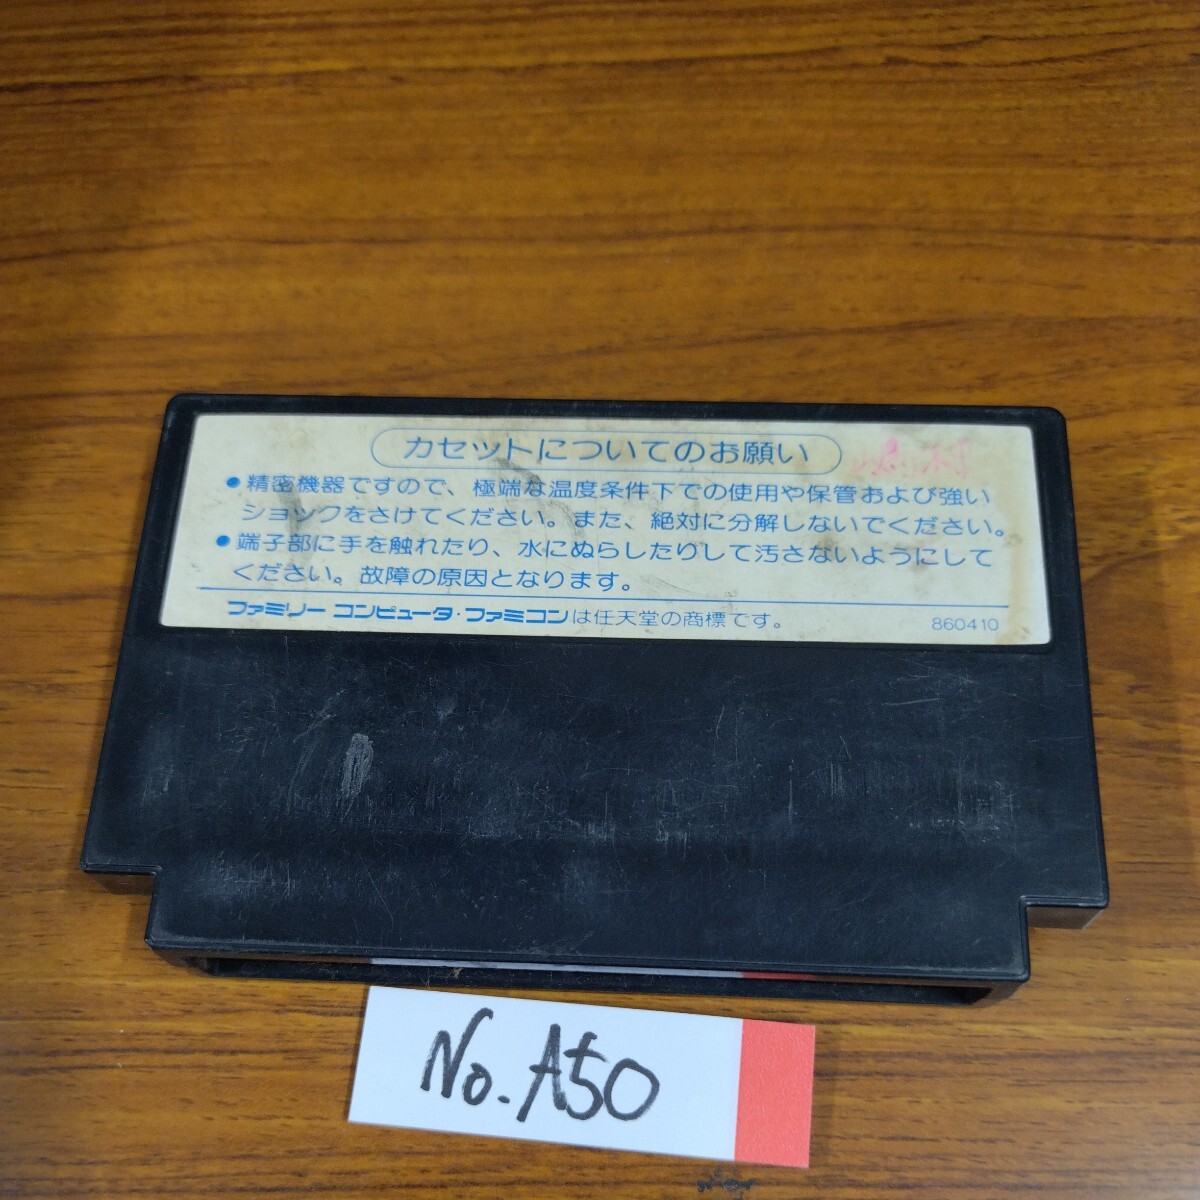 カセットについてのお願い
●精密機器ですので、極端な温度条件下での使用や保管および強い
ショックをさけてください。また、絶対に分解しないでください。
●端子部に手を触れたり、水にぬらしたりして汚さないようにして
ください。故障の原因となります。
ファミリー コンピュータ・ファミコンは任天堂の商標です。 860410
No. A50